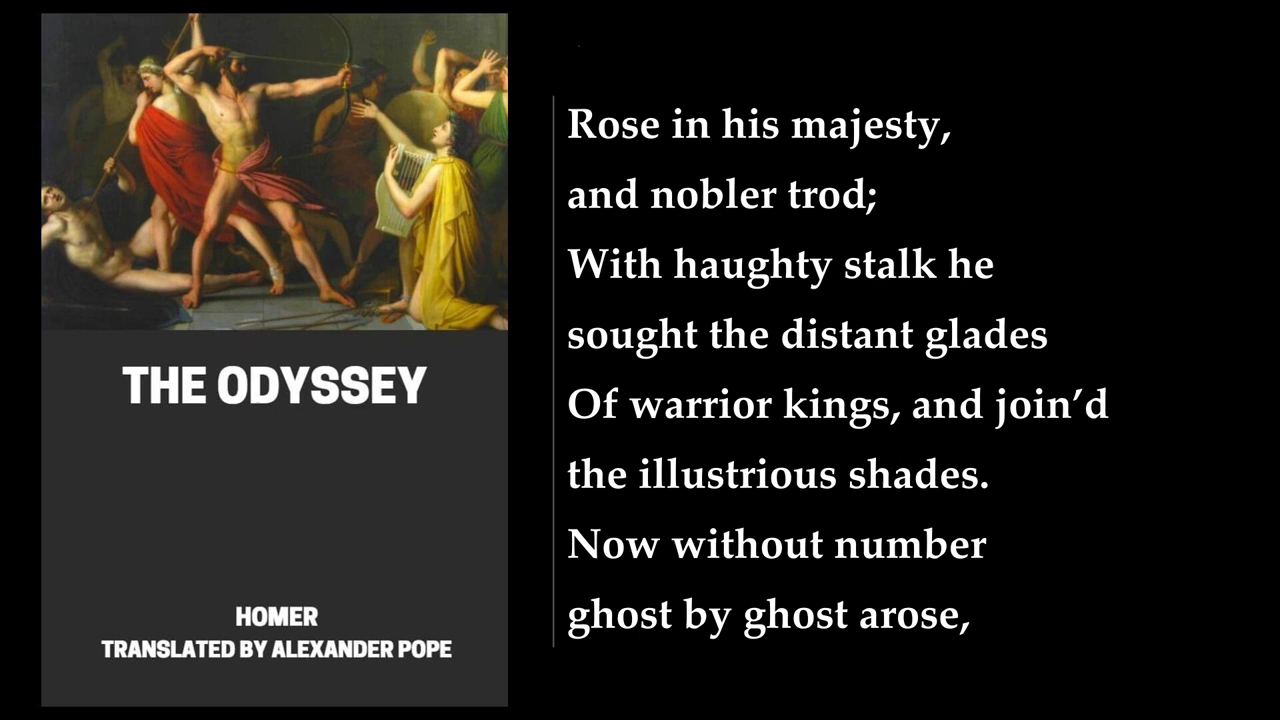 THE ODYSSEY
HOMER
TRANSLATED BY ALEXANDER POPE
Rose in his majesty,
and nobler trod;
With haughty stalk he
sought the distant glades
Of warrior kings, and join’d
the illustrious shades.
Now without number
ghost by ghost arose,